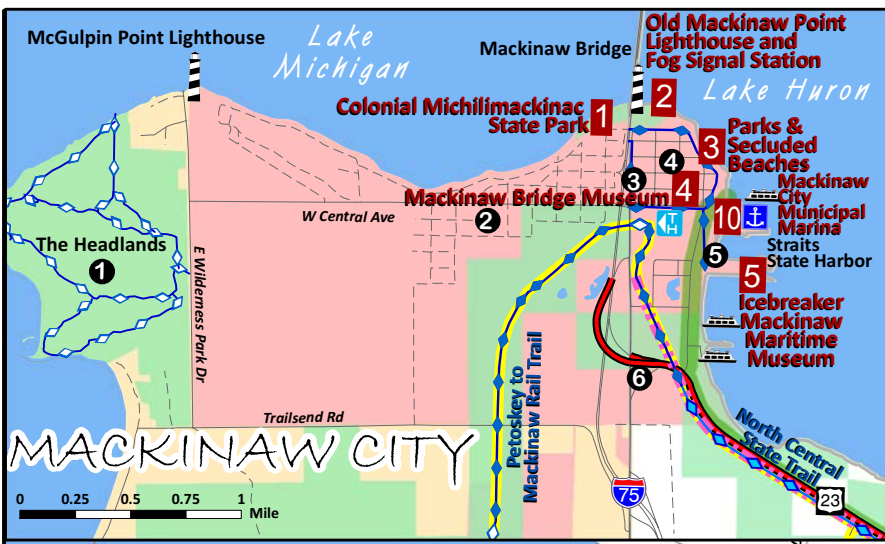 McGulpin Point Lighthouse
Lake
Michigan
Mackinaw Bridge
Old Mackinaw Point
Lighthouse and
Fog Signal Station
Lake Huron
2
Colonial Michilimackinac
State Park
1
3
Parks &
Secluded
Beaches
4
3
Mackinaw Bridge Museum
4
Mackinaw
City
Municipal
Marina
10
W Central Ave
2
T
H
The Headlands
1
E Wilderness Park Dr
5
Straits
State Harbor
5
Icebreaker
Mackinaw
Maritime
Museum
6
Petoskey to
Mackinaw Rail Trail
Trailsend Rd
MACKINAW CITY
North Central
State Trail
75
23
0 0.25 0.5 0.75 1
Mile